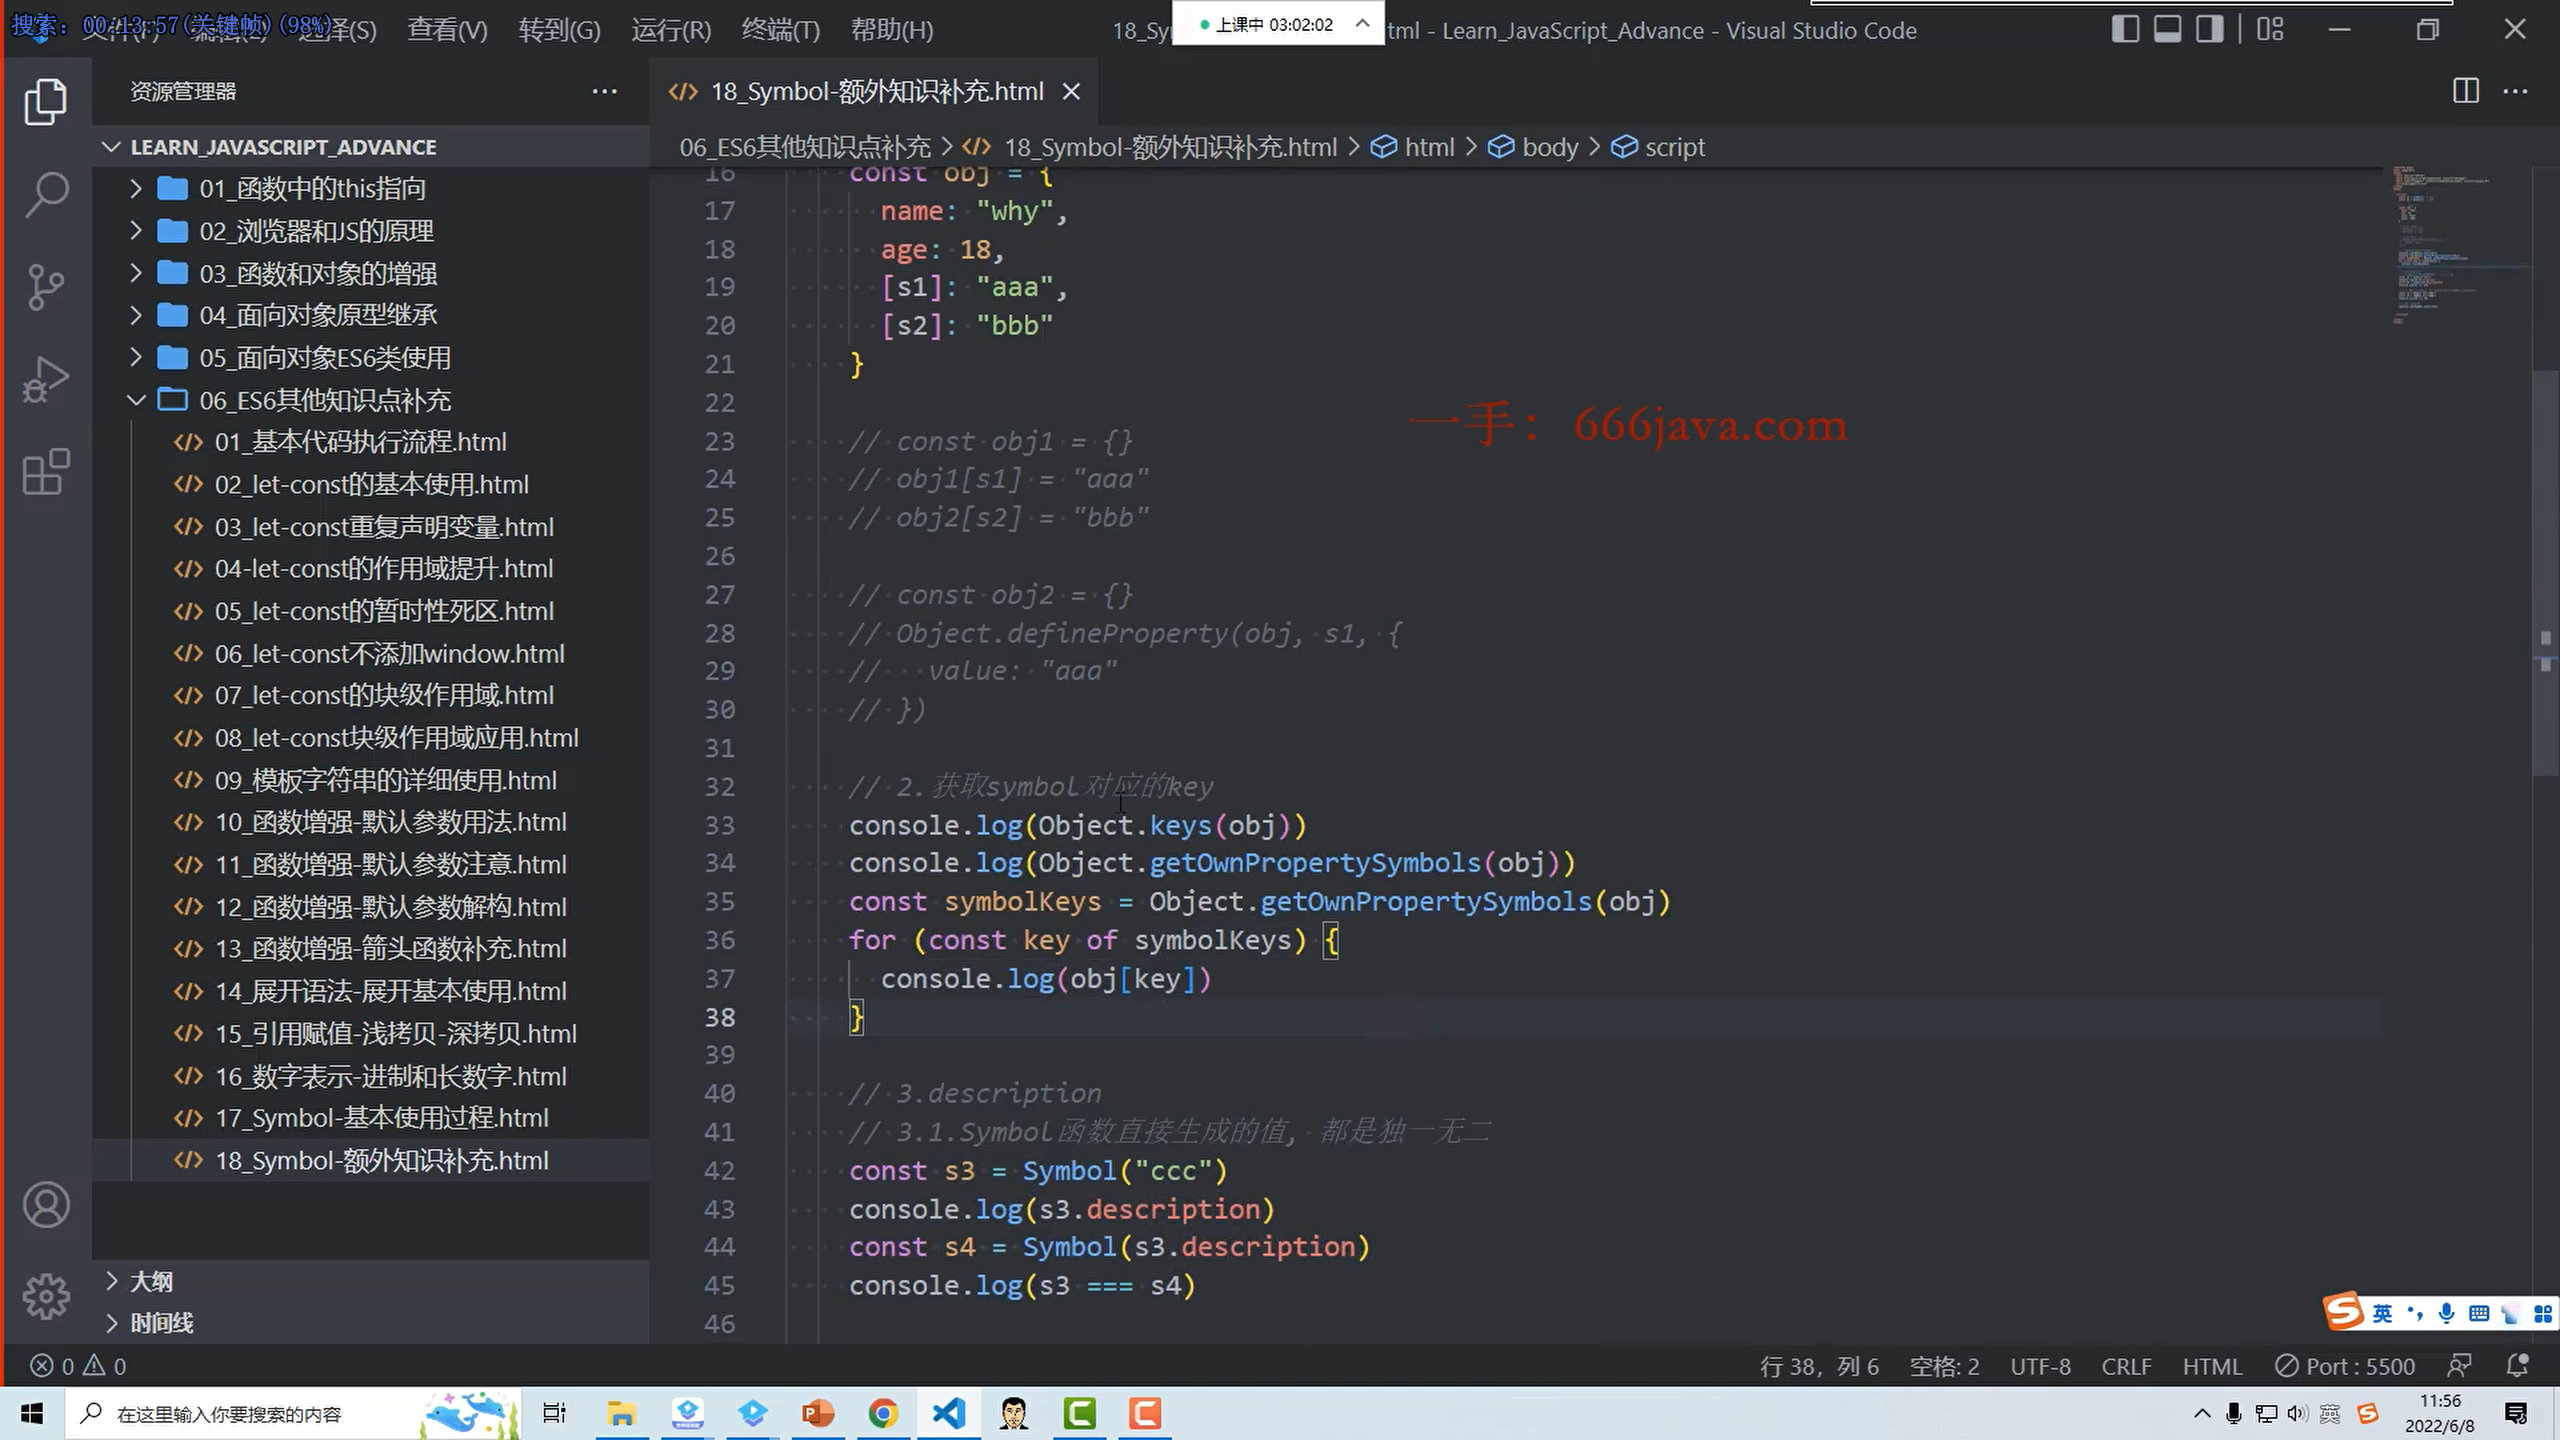 搜索: 00:13:57(关键帧)(98%)
查看(V) 转到(G) 运行(R) 终端(T) 帮助(H)
上课中 03:02:02
tml - Learn_JavaScript_Advance - Visual Studio Code
资源管理器
18_Symbol-额外知识补充.html
LEARN_JAVASCRIPT_ADVANCE
06_ES6其他知识点补充 > 18_Symbol-额外知识补充.html > html > body > script
01_函数中的this指向
02_浏览器和JS的原理
03_函数和对象的增强
04_面向对象原型继承
05_面向对象ES6类使用
06_ES6其他知识点补充
01_基本代码执行流程.html
02_let-const的基本使用.html
03_let-const重复声明变量.html
04-let-const的作用域提升.html
05_let-const的暂时性死区.html
06_let-const不添加window.html
07_let-const的块级作用域.html
08_let-const块级作用域应用.html
09_模板字符串的详细使用.html
10_函数增强-默认参数用法.html
11_函数增强-默认参数注意.html
12_函数增强-默认参数解构.html
13_函数增强-箭头函数补充.html
14_展开语法-展开基本使用.html
15_引用赋值-浅拷贝-深拷贝.html
16_数字表示-进制和长数字.html
17_Symbol-基本使用过程.html
18_Symbol-额外知识补充.html
大纲
时间线
16 const obj = {
17 name: "why",
18 age: 18,
19 [s1]: "aaa",
20 [s2]: "bbb"
21 }
22
23 // const obj1 = {}
24 // obj1[s1] = "aaa"
25 // obj2[s2] = "bbb"
26
27 // const obj2 = {}
28 // Object.defineProperty(obj, s1, {
29 // value: "aaa"
30 // })
31
32 // 2.获取symbol对应的key
33 console.log(Object.keys(obj))
34 console.log(Object.getOwnPropertySymbols(obj))
35 const symbolKeys = Object.getOwnPropertySymbols(obj)
36 for (const key of symbolKeys) {
37 console.log(obj[key])
38 }
39
40 // 3.description
41 // 3.1.Symbol函数直接生成的值, 都是独一无二
42 const s3 = Symbol("ccc")
43 console.log(s3.description)
44 const s4 = Symbol(s3.description)
45 console.log(s3 === s4)
46
一手：666java.com
英
0 0
行 38，列 6 空格: 2 UTF-8 CRLF HTML Port : 5500
在这里输入你要搜索的内容
英
11:56
2022/6/8